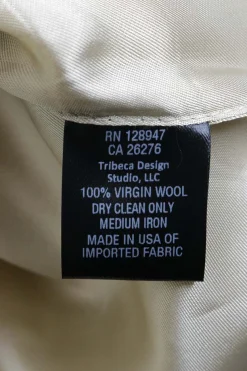 RN 128947
CA 26276
Tribeca Design
Studio, LLC
100% VIRGIN WOOL
DRY CLEAN ONLY
MEDIUM IRON
MADE IN USA OF
IMPORTED FABRIC